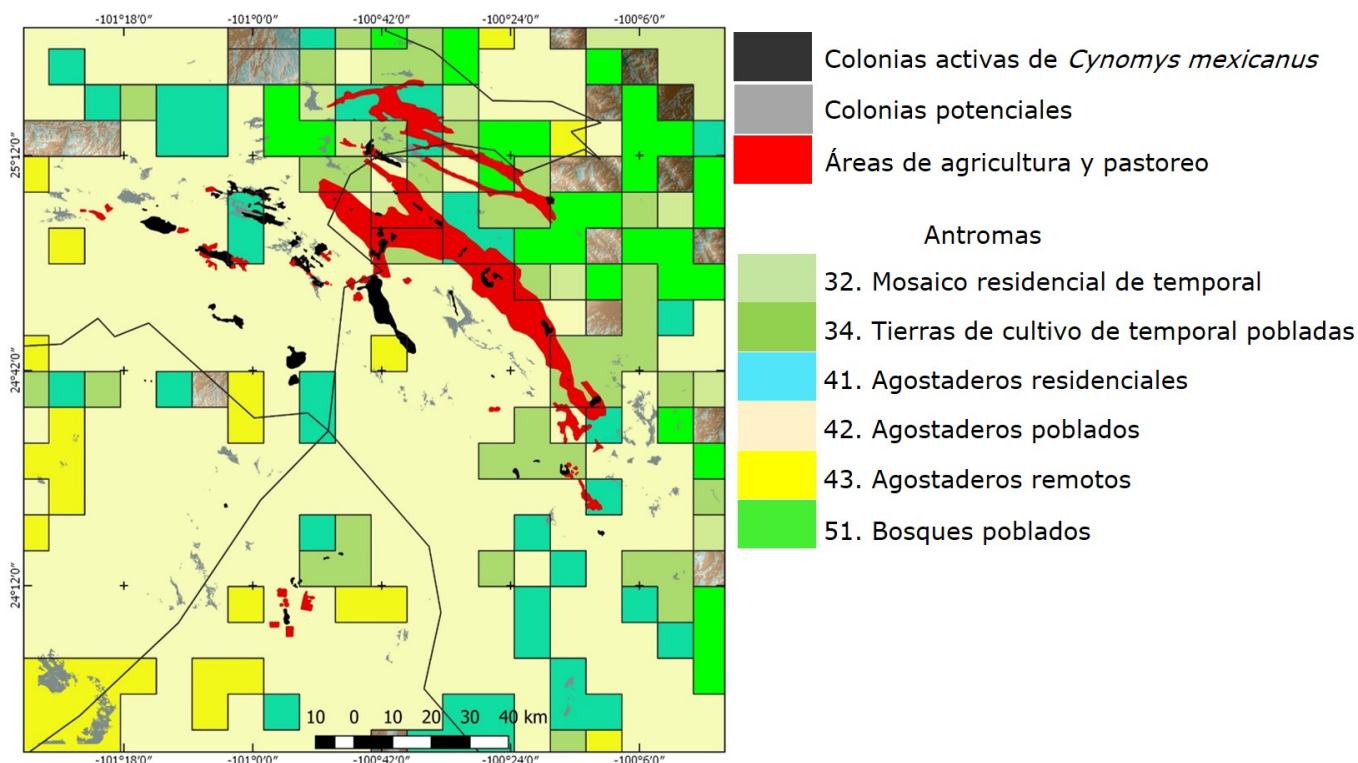 -101°18'0" -101°0'0" -100°42'0" -100°24'0" -100°6'0"
25°12'0"
24°42'0"
24°12'0"
10 0 10 20 30 40 km
-101°18'0" -101°0'0" -100°42'0" -100°24'0" -100°6'0"
Colonias activas de Cynomys mexicanus
Colonias potenciales
Áreas de agricultura y pastoreo
Antromas
32. Mosaico residencial de temporal
34. Tierras de cultivo de temporal pobladas
41. Agostaderos residenciales
42. Agostaderos poblados
43. Agostaderos remotos
51. Bosques poblados